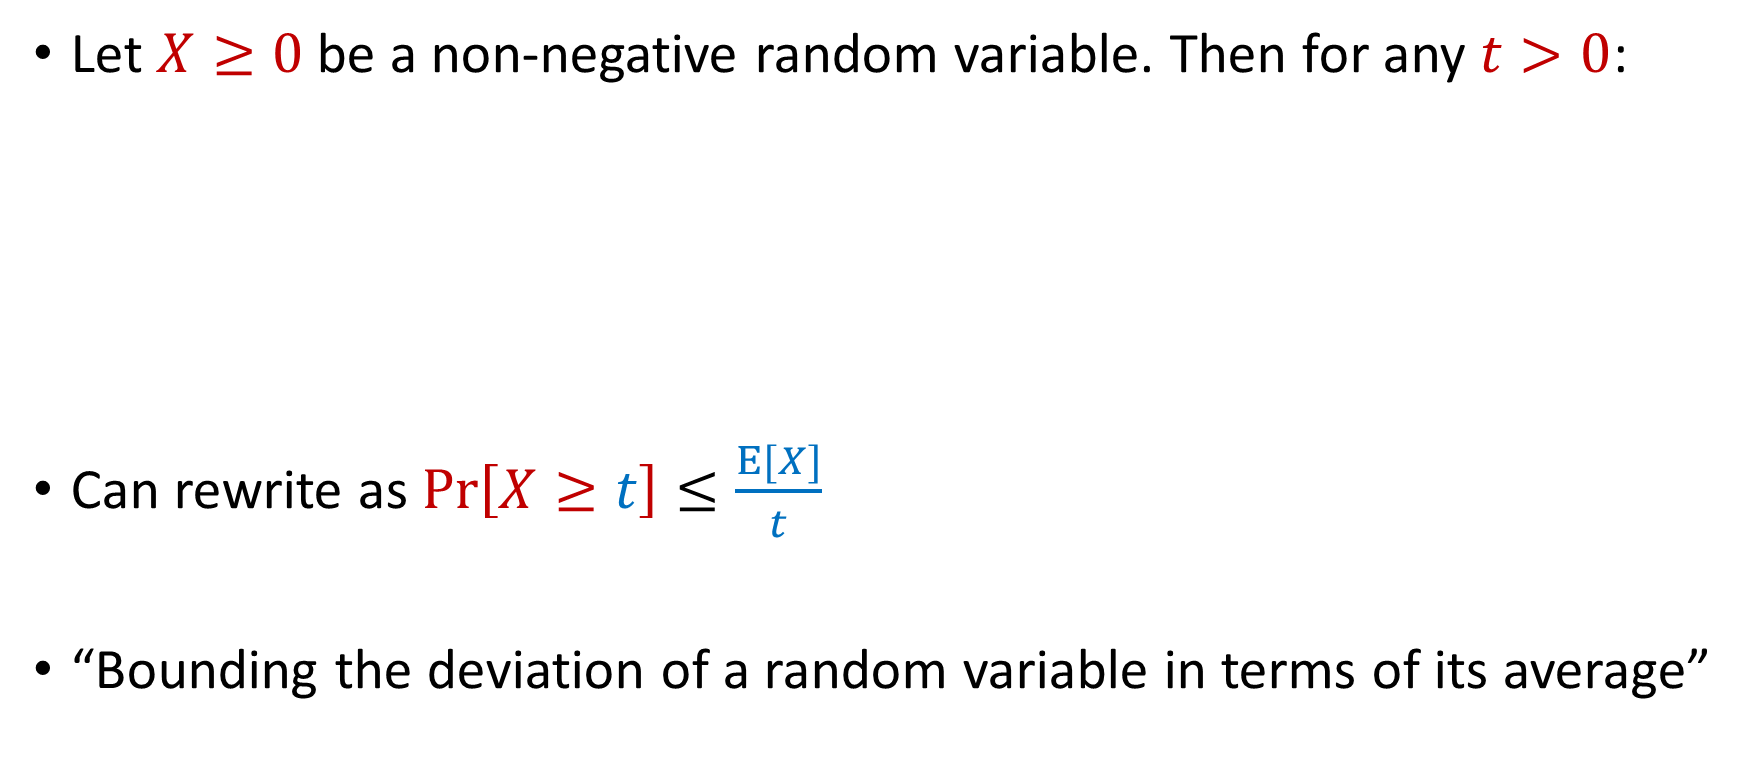 • Let X ≥ 0 be a non-negative random variable. Then for any t > 0:
• Can rewrite as Pr[X ≥ t] ≤ E[X]/t
• “Bounding the deviation of a random variable in terms of its average”